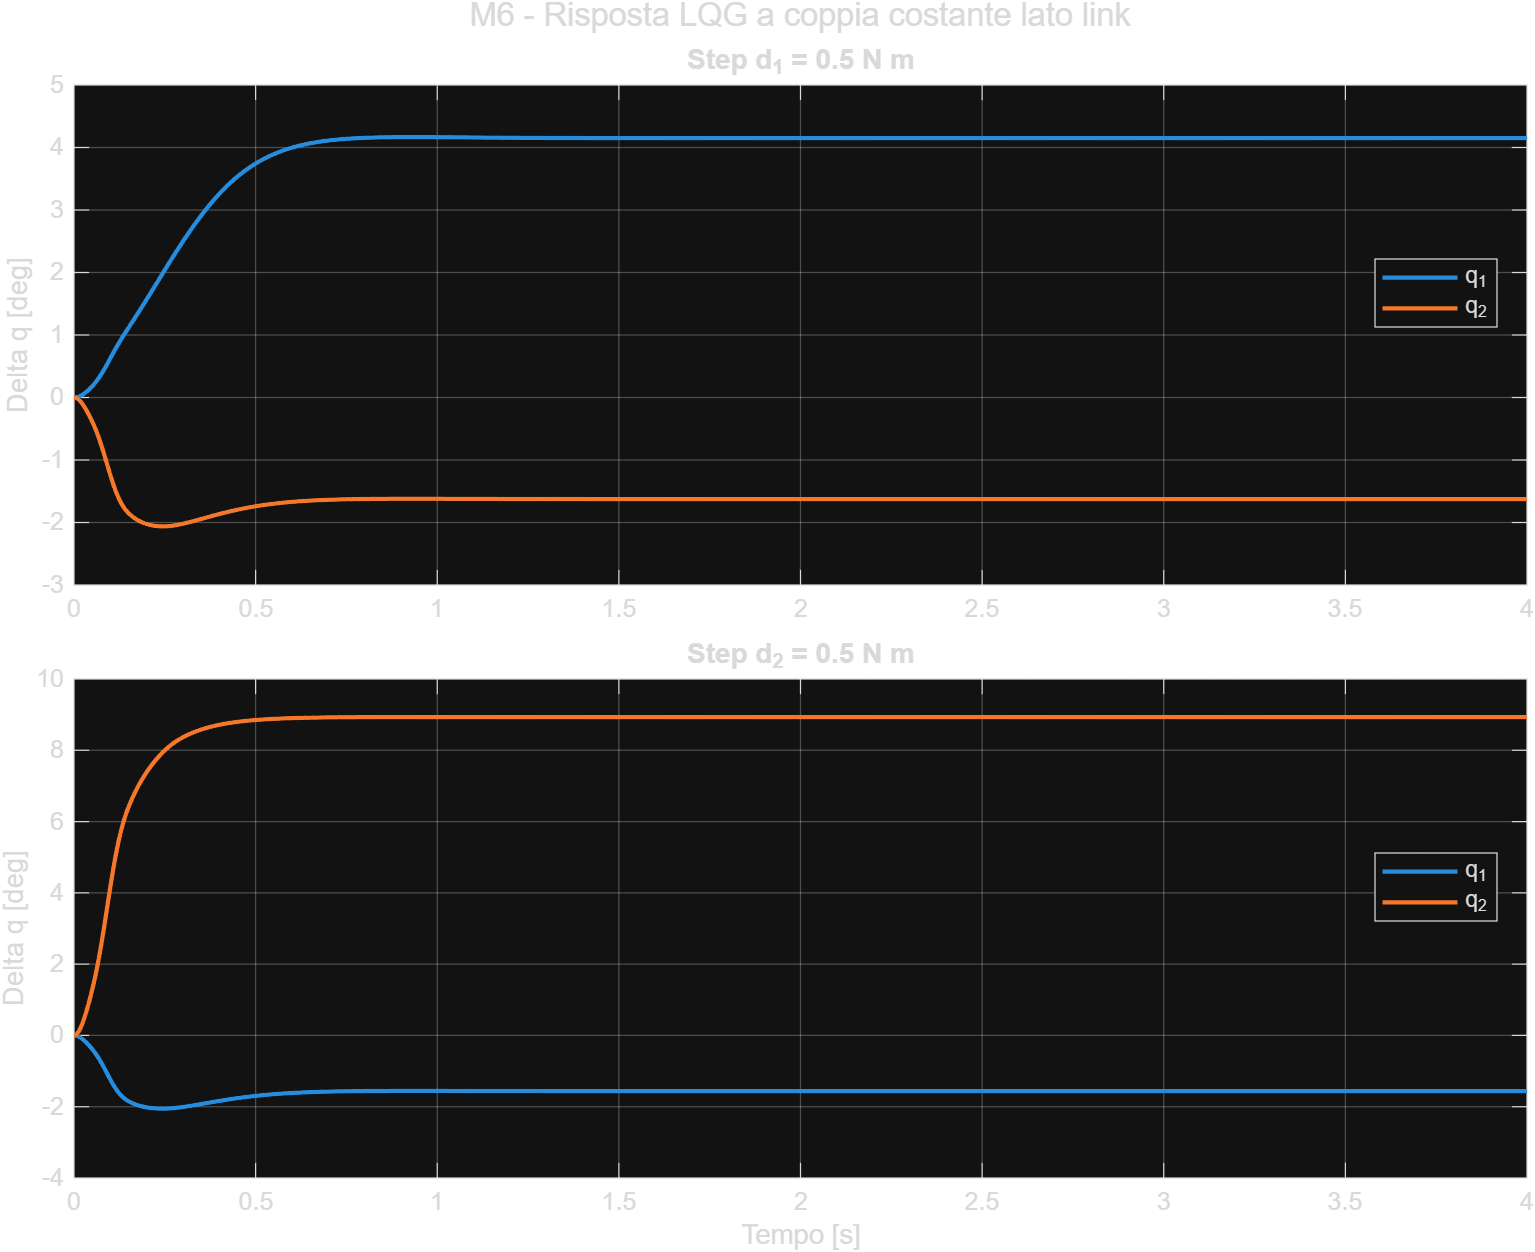 M6 - Risposta LQG a coppia costante lato link
Step d₁ = 0.5 N m
5
4
3
2
1
0
-1
-2
-3
Delta q [deg]
q₁
q₂
0 0.5 1 1.5 2 2.5 3 3.5 4
Step d₂ = 0.5 N m
10
8
6
4
2
0
-2
-4
Delta q [deg]
q₁
q₂
0 0.5 1 1.5 2 2.5 3 3.5 4
Tempo [s]